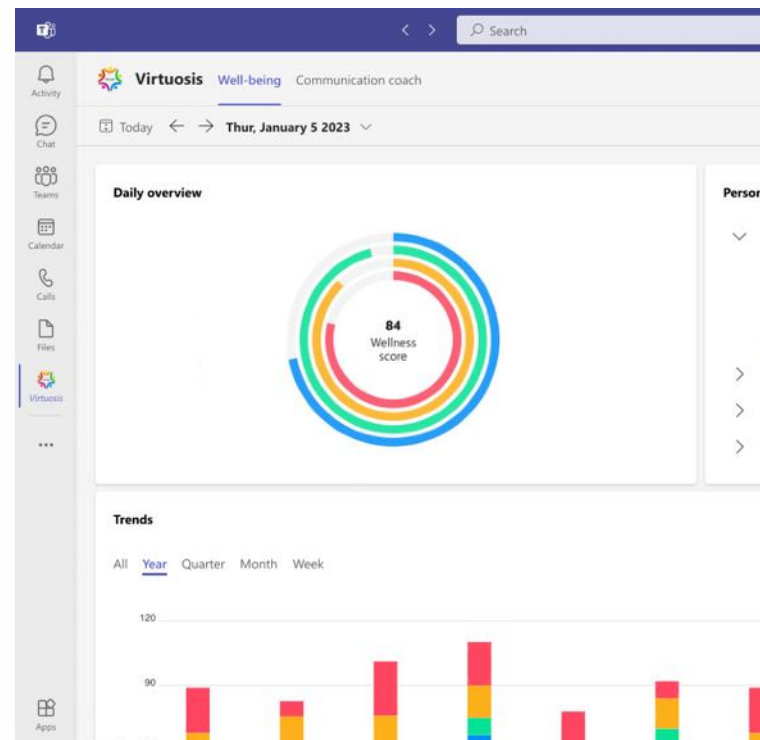 Search
Activity
Chat
Teams
Calendar
Calls
Files
Virtuosis
Apps
Virtuosis Well-being Communication coach
Today Thur, January 5 2023
Daily overview
84
Wellness
score
Trends
All Year Quarter Month Week
120
90